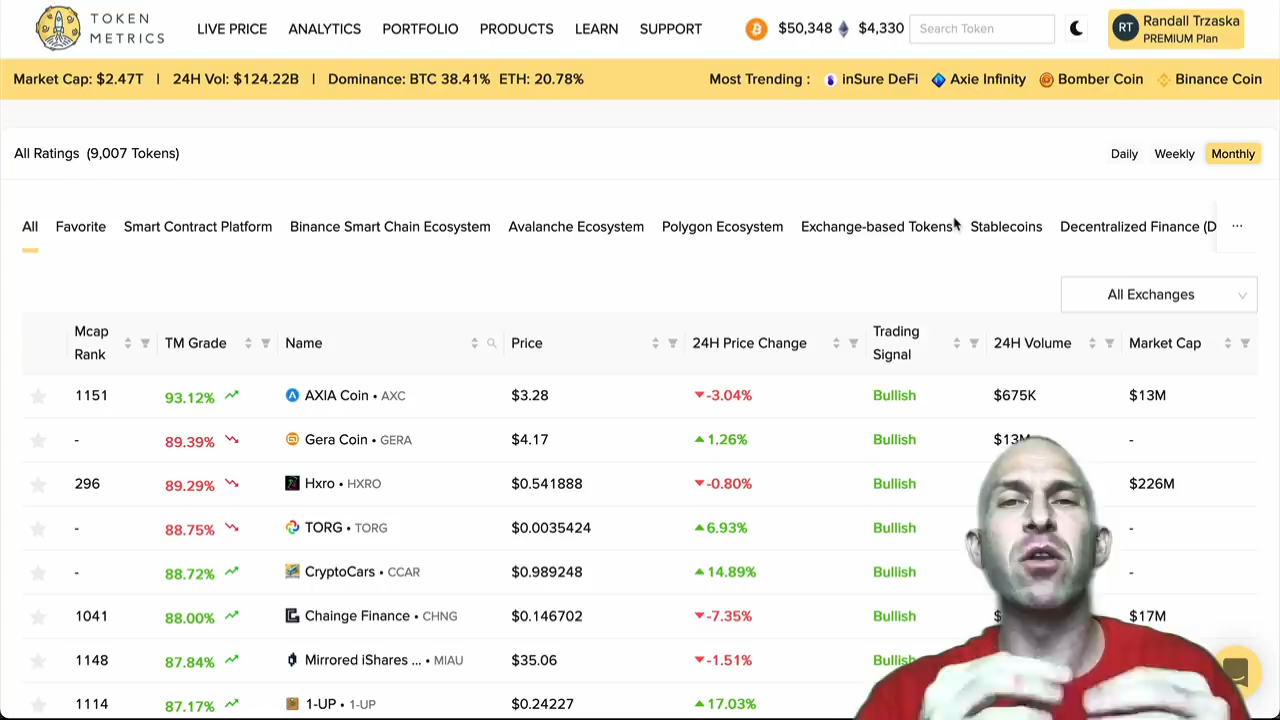 TOKEN METRICS
LIVE PRICE ANALYTICS PORTFOLIO PRODUCTS LEARN SUPPORT $50,348 $4,330 Search Token RT Randall Trzaska
PREMIUM Plan
Market Cap: $2.47T | 24H Vol: $124.22B | Dominance: BTC 38.41% ETH: 20.78% Most Trending : inSure DeFi Axie Infinity Bomber Coin Binance Coin
All Ratings (9,007 Tokens) Daily Weekly Monthly
All Favorite Smart Contract Platform Binance Smart Chain Ecosystem Avalanche Ecosystem Polygon Ecosystem Exchange-based Tokens Stablecoins Decentralized Finance (D ...
All Exchanges
Mcap Rank TM Grade Name Price 24H Price Change Trading Signal 24H Volume Market Cap
1151 93.12% AXIA Coin • AXC $3.28 -3.04% Bullish $675K $13M
- 89.39% Gera Coin • GERA $4.17 1.26% Bullish $13M -
296 89.29% Hxro • HXRO $0.541888 -0.80% Bullish $226M
- 88.75% TORG • TORG $0.0035424 6.93% Bullish -
- 88.72% CryptoCars • CCAR $0.989248 14.89% Bullish -
1041 88.00% Chainge Finance • CHNG $0.146702 -7.35% Bullish $ $17M
1148 87.84% Mirrored iShares ... • MIAU $35.06 -1.51% Bullish
1114 87.17% 1-UP • 1-UP $0.24227 17.03%